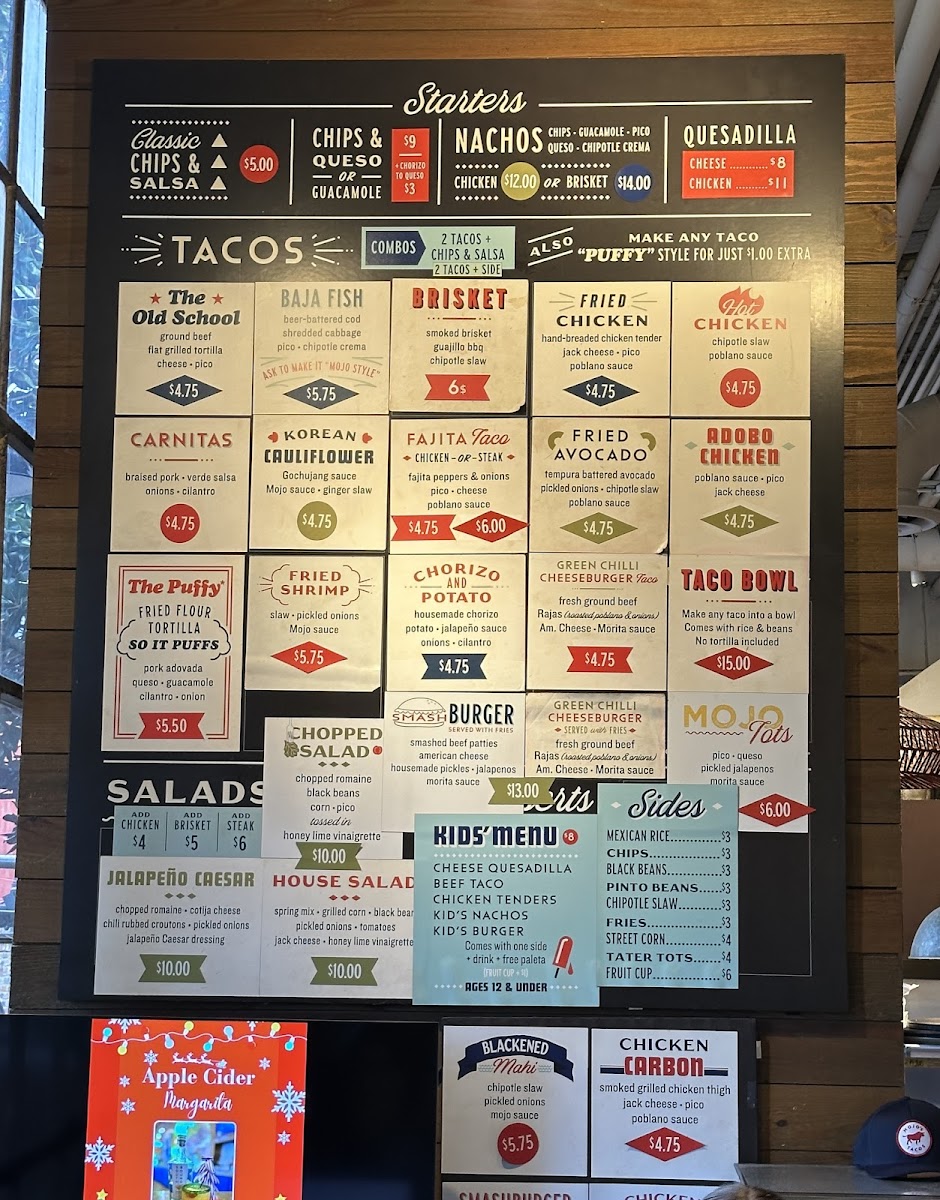 Starters
Classic
CHIPS &
SALSA
$5.00
CHIPS &
QUESO
OR
GUACAMOLE
$9
+CHORIZO
TO QUESO
$3
NACHOS CHIPS - GUACAMOLE - PICO
QUESO - CHIPOTLE CREMA
CHICKEN $12.00 OR BRISKET $14.00
QUESADILLA
CHEESE ........... $8
CHICKEN .......... $11
TACOS
COMBOS
2 TACOS +
CHIPS & SALSA
2 TACOS + SIDE
ALSO
MAKE ANY TACO
"PUFFY" STYLE FOR JUST $1.00 EXTRA
The
Old School
ground beef
flat grilled tortilla
cheese • pico
$4.75
BAJA FISH
beer-battered cod
shredded cabbage
pico • chipotle crema
ASK TO MAKE IT "MOJO STYLE"
$5.75
BRISKET
smoked brisket
guajillo bbq
chipotle slaw
6$
FRIED
CHICKEN
hand-breaded chicken tender
jack cheese • pico
poblano sauce
$4.75
Hot
CHICKEN
chipotle slaw
poblano sauce
$4.75
CARNITAS
braised pork • verde salsa
onions • cilantro
$4.75
KOREAN
CAULIFLOWER
Gochujang sauce
Mojo sauce • ginger slaw
$4.75
FAJITA Taco
CHICKEN -OR- STEAK
fajita peppers & onions
pico • cheese
poblano sauce
$4.75 $6.00
FRIED
AVOCADO
tempura battered avocado
pickled onions • chipotle slaw
poblano sauce
$4.75
ADOBO
CHICKEN
poblano sauce • pico
jack cheese
$4.75
The Puffy*
FRIED FLOUR
TORTILLA
SO IT PUFFS
pork adovada
queso • guacamole
cilantro • onion
$5.50
FRIED
SHRIMP
slaw • pickled onions
Mojo sauce
$5.75
CHORIZO
AND
POTATO
housemade chorizo
potato • jalapeño sauce
onions • cilantro
$4.75
GREEN CHILLI
CHEESEBURGER Taco
fresh ground beef
Rajas (roasted poblano & onions)
Am. Cheese • Morita sauce
$4.75
TACO BOWL
Make any taco into a bowl
Comes with rice & beans
No tortilla included
$15.00
CHOPPED
SALAD
chopped romaine
black beans
corn • pico
tossed in
honey lime vinaigrette
$10.00
SMASH BURGER
SERVED WITH FRIES
smashed beef patties
american cheese
housemade pickles • jalapenos
morita sauce
$13.00
GREEN CHILLI
CHEESEBURGER
SERVED with FRIES
fresh ground beef
Rajas (roasted poblano & onions)
Am. Cheese • Morita sauce
MOJO
Tots
pico • queso
pickled jalapenos
morita sauce
$6.00
SALADS
ADD
CHICKEN
$4
ADD
BRISKET
$5
ADD
STEAK
$6
JALAPEÑO CAESAR
chopped romaine • cotija cheese
chili rubbed croutons • pickled onions
jalapeño Caesar dressing
$10.00
HOUSE SALAD
spring mix • grilled corn • black bear
pickled onions • tomatoes
jack cheese • honey lime vinaigrette
$10.00
erts
KIDS' MENU $8
CHEESE QUESADILLA
BEEF TACO
CHICKEN TENDERS
KID'S NACHOS
KID'S BURGER
Comes with one side
+ drink + free paleta
(FRUIT CUP + $1)
AGES 12 & UNDER
Sides
MEXICAN RICE............$3
CHIPS.................$3
BLACK BEANS..............$3
PINTO BEANS.....$3
CHIPOTLE SLAW.........$3
FRIES.................$3
STREET CORN...........$4
TATER TOTS......$4
FRUIT CUP..............$6
Apple Cider
Margarita
BLACKENED
Mahi
chipotle slaw
pickled onions
mojo sauce
$5.75
CHICKEN
CARBON
smoked grilled chicken thigh
jack cheese • pico
poblano sauce
$4.75
SMASHBURGER
CHICKEN
MOJO'S
TACOS